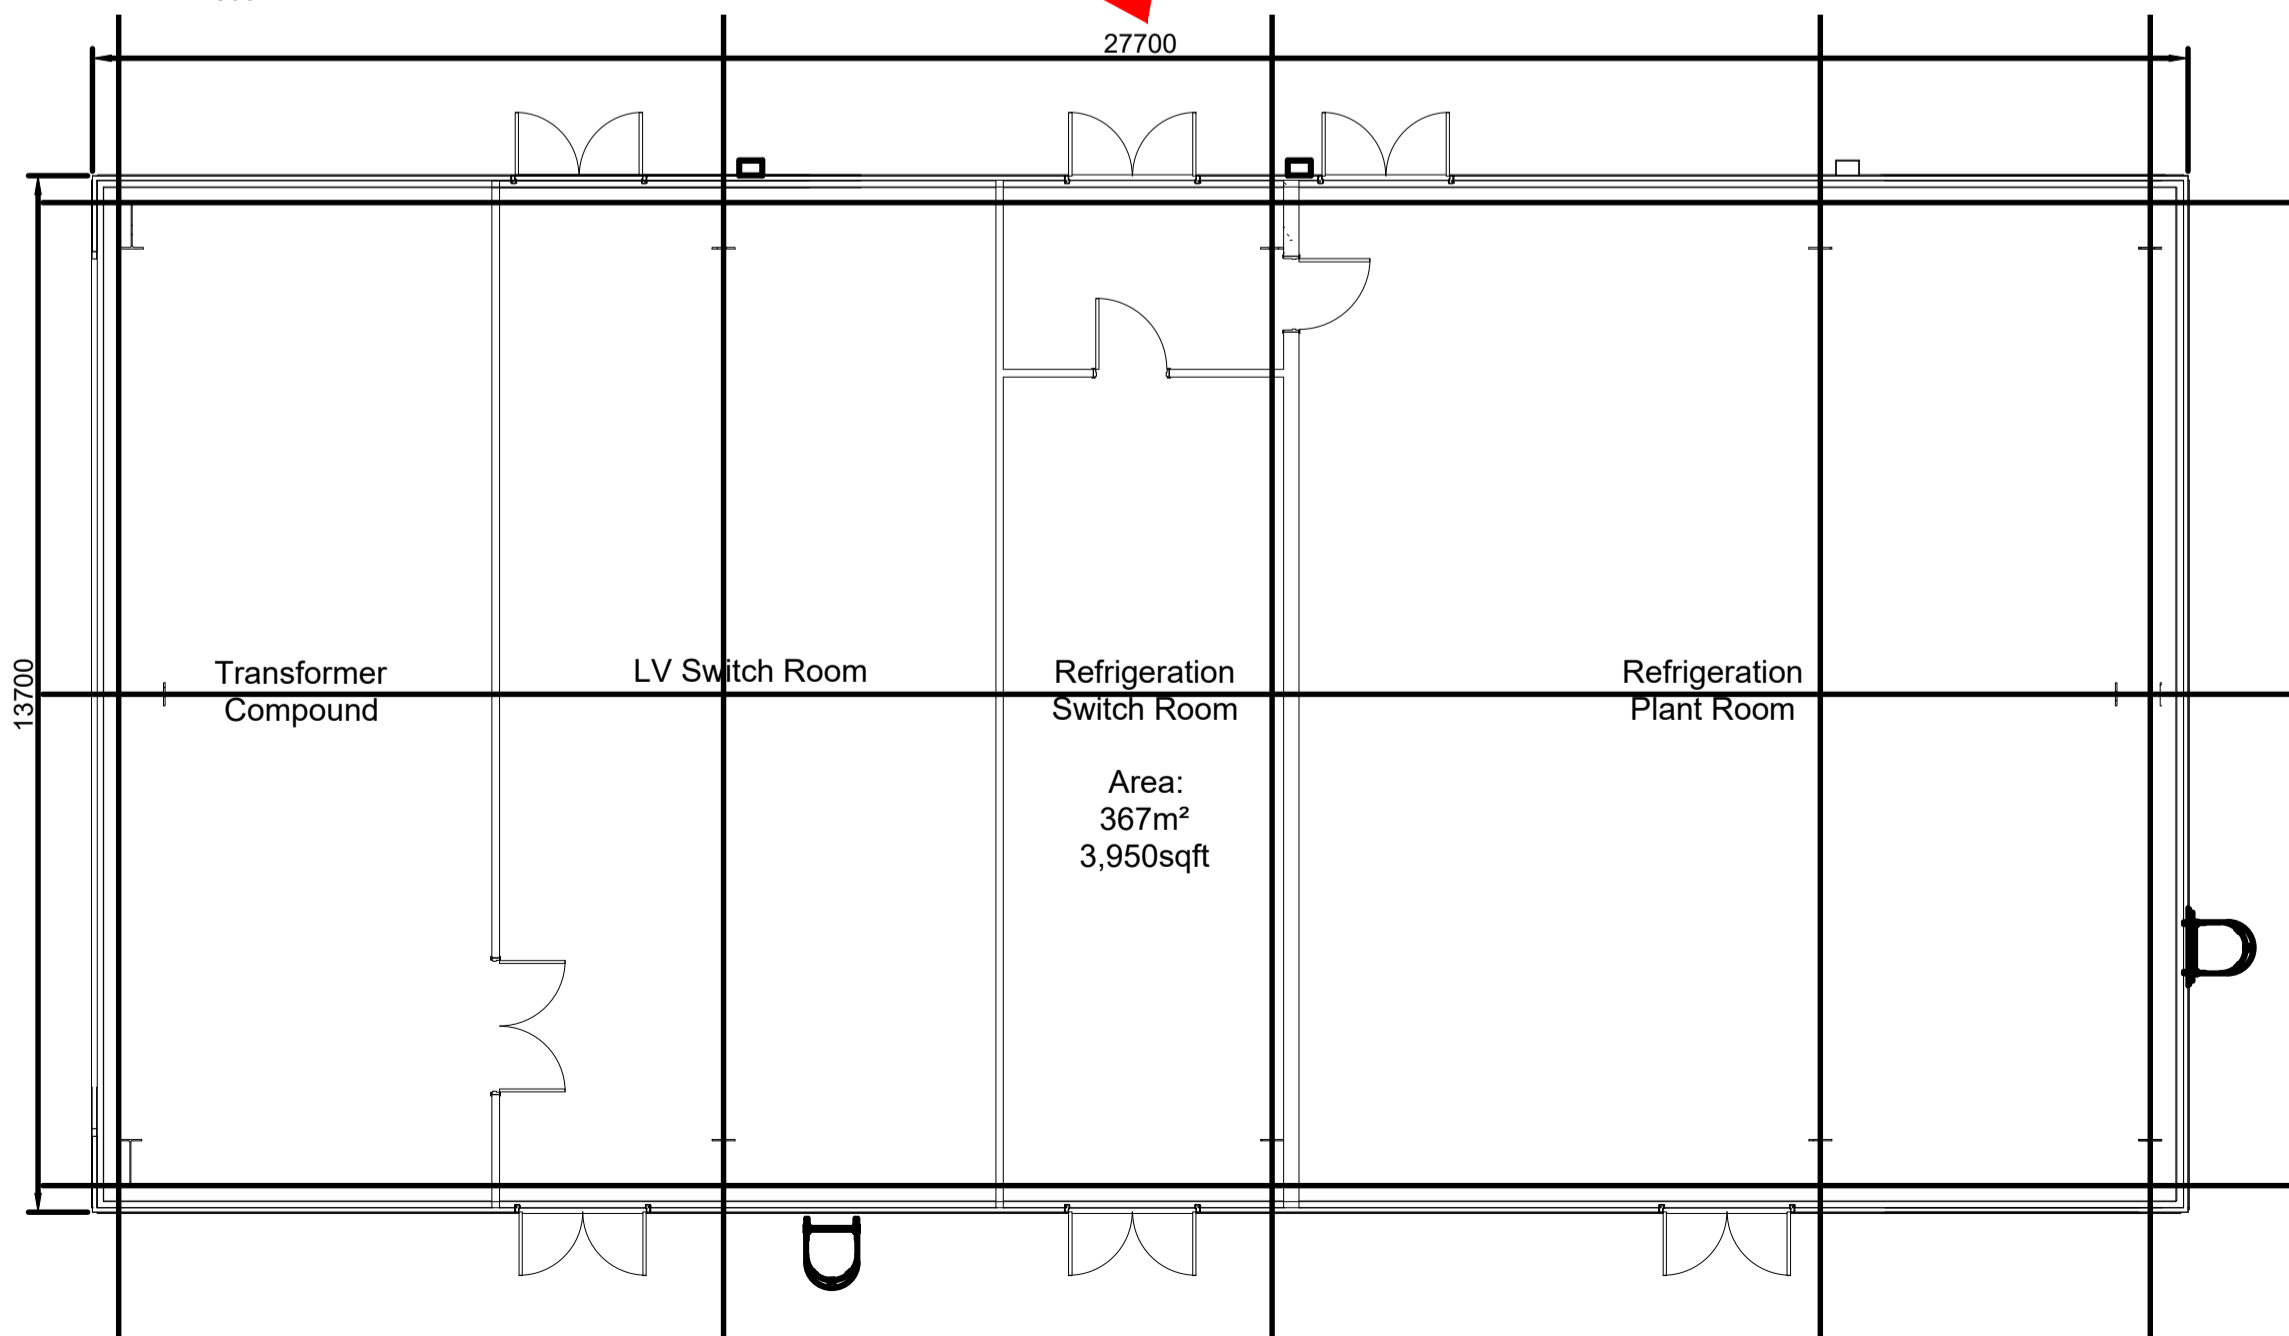 27700
13700
Transformer
Compound
LV Switch Room
Refrigeration
Switch Room
Area:
367m²
3,950sqft
Refrigeration
Plant Room